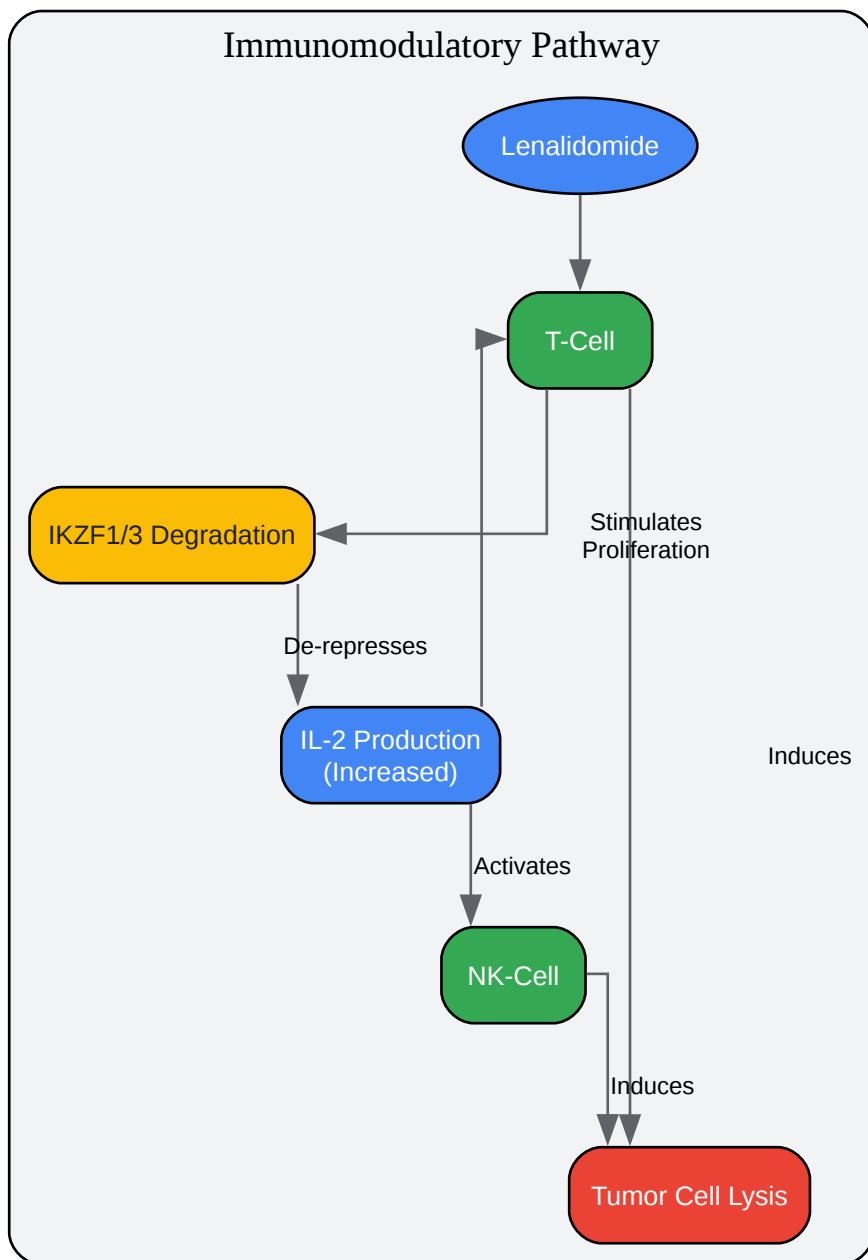 Immunomodulatory Pathway
Lenalidomide
T-Cell
Stimulates
Proliferation
IKZF1/3 Degradation
De-represses
IL-2 Production
(Increased)
Induces
Activates
NK-Cell
Induces
Tumor Cell Lysis